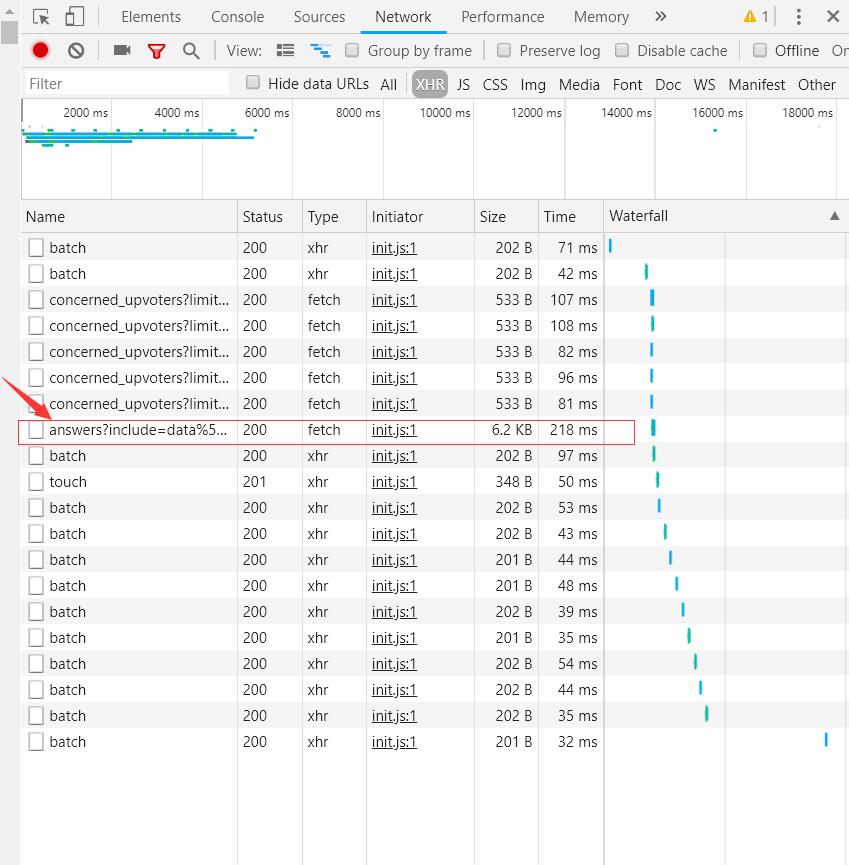 Elements Console Sources Network Performance Memory » 1
View: Group by frame Preserve log Disable cache Offline On
Filter Hide data URLs All XHR JS CSS Img Media Font Doc WS Manifest Other
2000 ms 4000 ms 6000 ms 8000 ms 10000 ms 12000 ms 14000 ms 16000 ms 18000 ms
Name Status Type Initiator Size Time Waterfall ▲
batch 200 xhr init.js:1 202 B 71 ms
batch 200 xhr init.js:1 202 B 42 ms
concerned_upvoters?limit... 200 fetch init.js:1 533 B 107 ms
concerned_upvoters?limit... 200 fetch init.js:1 533 B 108 ms
concerned_upvoters?limit... 200 fetch init.js:1 533 B 82 ms
concerned_upvoters?limit... 200 fetch init.js:1 533 B 96 ms
concerned_upvoters?limit... 200 fetch init.js:1 533 B 81 ms
answers?include=data%5... 200 fetch init.js:1 6.2 KB 218 ms
batch 200 xhr init.js:1 202 B 97 ms
touch 201 xhr init.js:1 348 B 50 ms
batch 200 xhr init.js:1 202 B 53 ms
batch 200 xhr init.js:1 202 B 43 ms
batch 200 xhr init.js:1 201 B 44 ms
batch 200 xhr init.js:1 201 B 48 ms
batch 200 xhr init.js:1 202 B 39 ms
batch 200 xhr init.js:1 201 B 35 ms
batch 200 xhr init.js:1 202 B 54 ms
batch 200 xhr init.js:1 202 B 44 ms
batch 200 xhr init.js:1 202 B 35 ms
batch 200 xhr init.js:1 201 B 32 ms